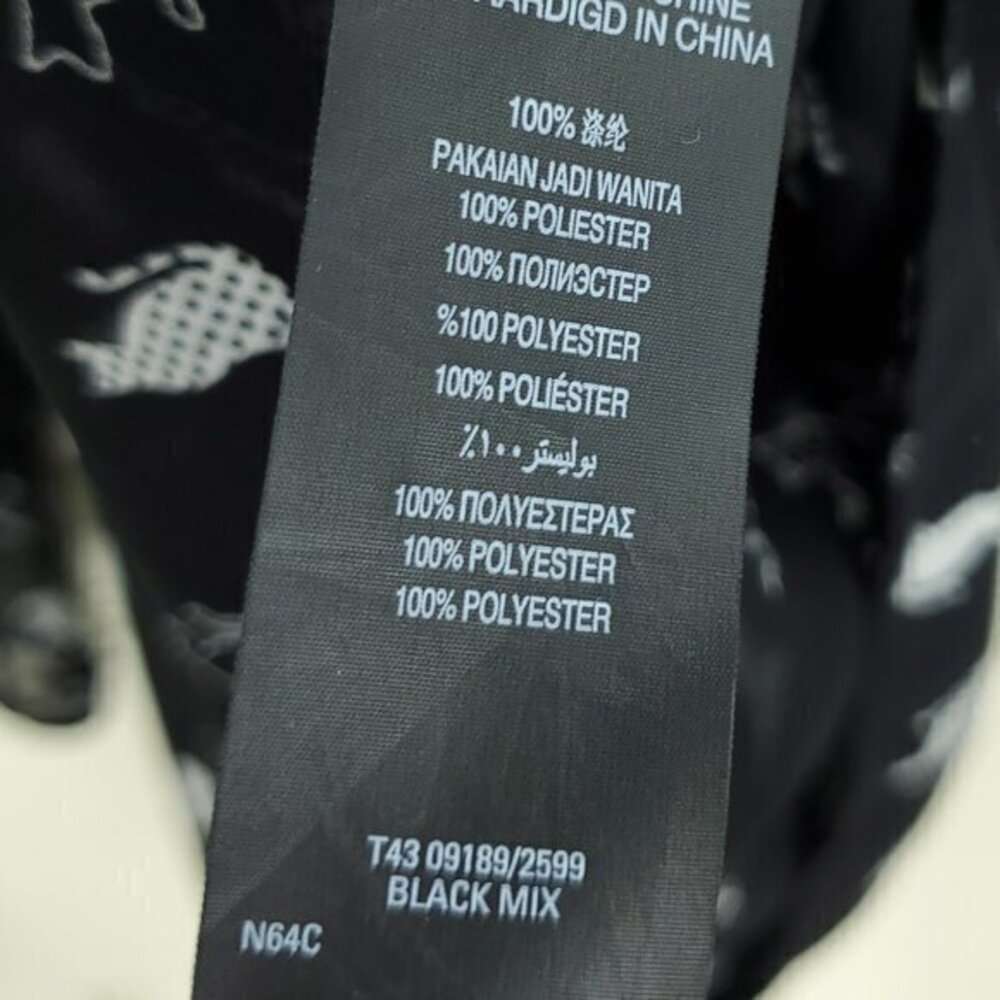 IN CHINA
100% 涤纶
PAKAIAN JADI WANITA
100% POLIESTER
100% ПОЛИЭСТЕР
%100 POLYESTER
100% POLIÉSTER
بوليستر ١٠٠٪
100% ΠΟΛΥΕΣΤΕΡΑΣ
100% POLYESTER
100% POLYESTER
T43 09189/2599
BLACK MIX
N64C